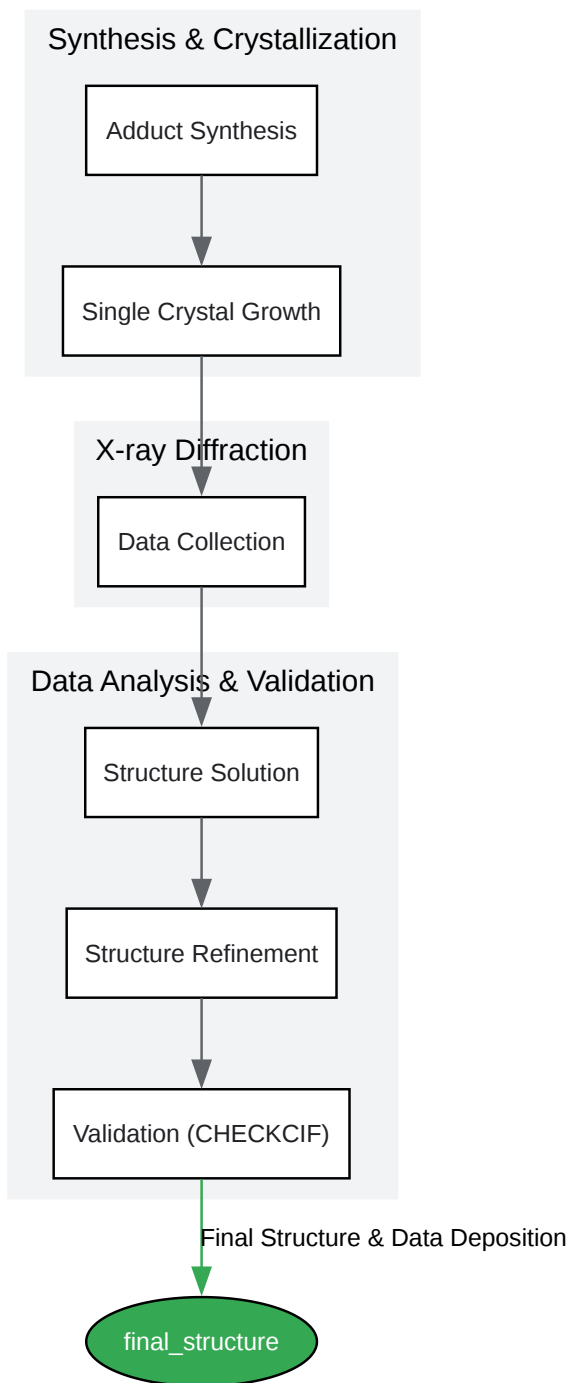 Synthesis & Crystallization
Adduct Synthesis
Single Crystal Growth
X-ray Diffraction
Data Collection
Data Analysis & Validation
Structure Solution
Structure Refinement
Validation (CHECKCIF)
Final Structure & Data Deposition
final_structure